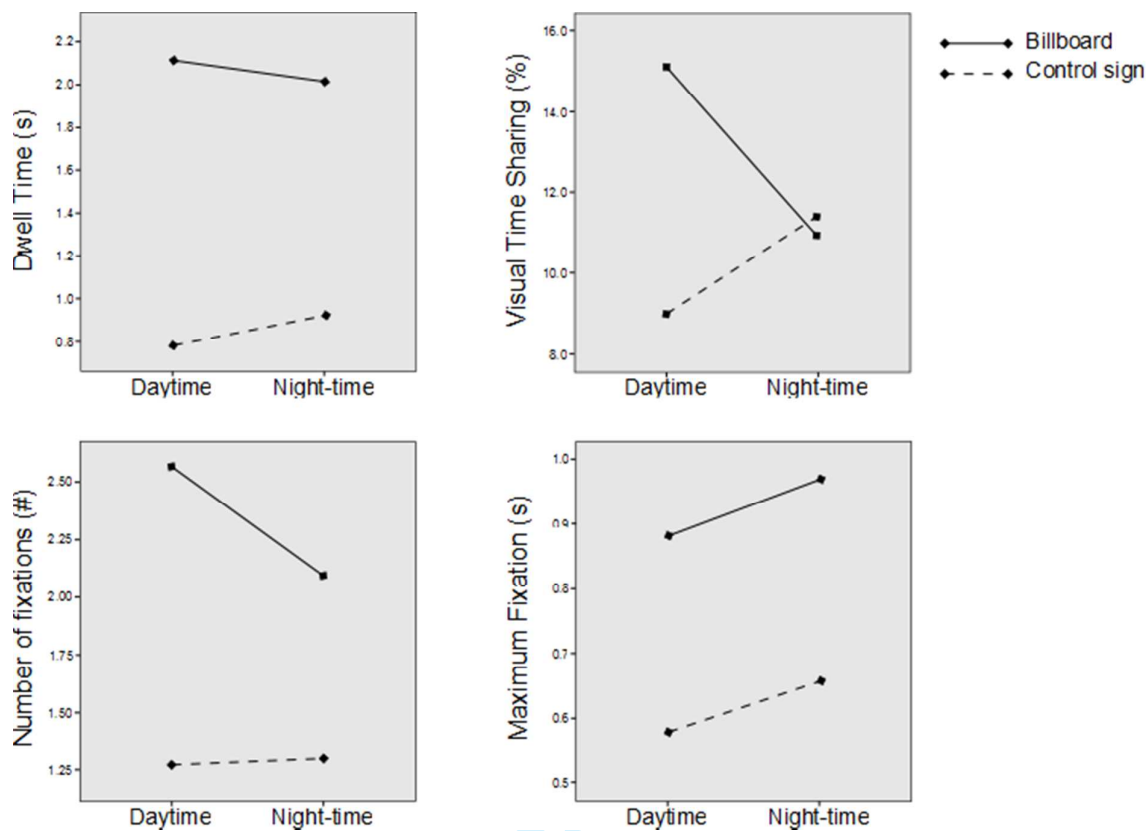 Dwell Time (s)
2.2
2.0
1.8
1.6
1.4
1.2
1.0
0.8
Daytime Night-time
Visual Time Sharing (%)
16.0
14.0
12.0
10.0
8.0
Daytime Night-time
Billboard
Control sign
Number of fixations (#)
2.50
2.25
2.00
1.75
1.50
1.25
Daytime Night-time
Maximum Fixation (s)
1.0
0.9
0.8
0.7
0.6
0.5
Daytime Night-time